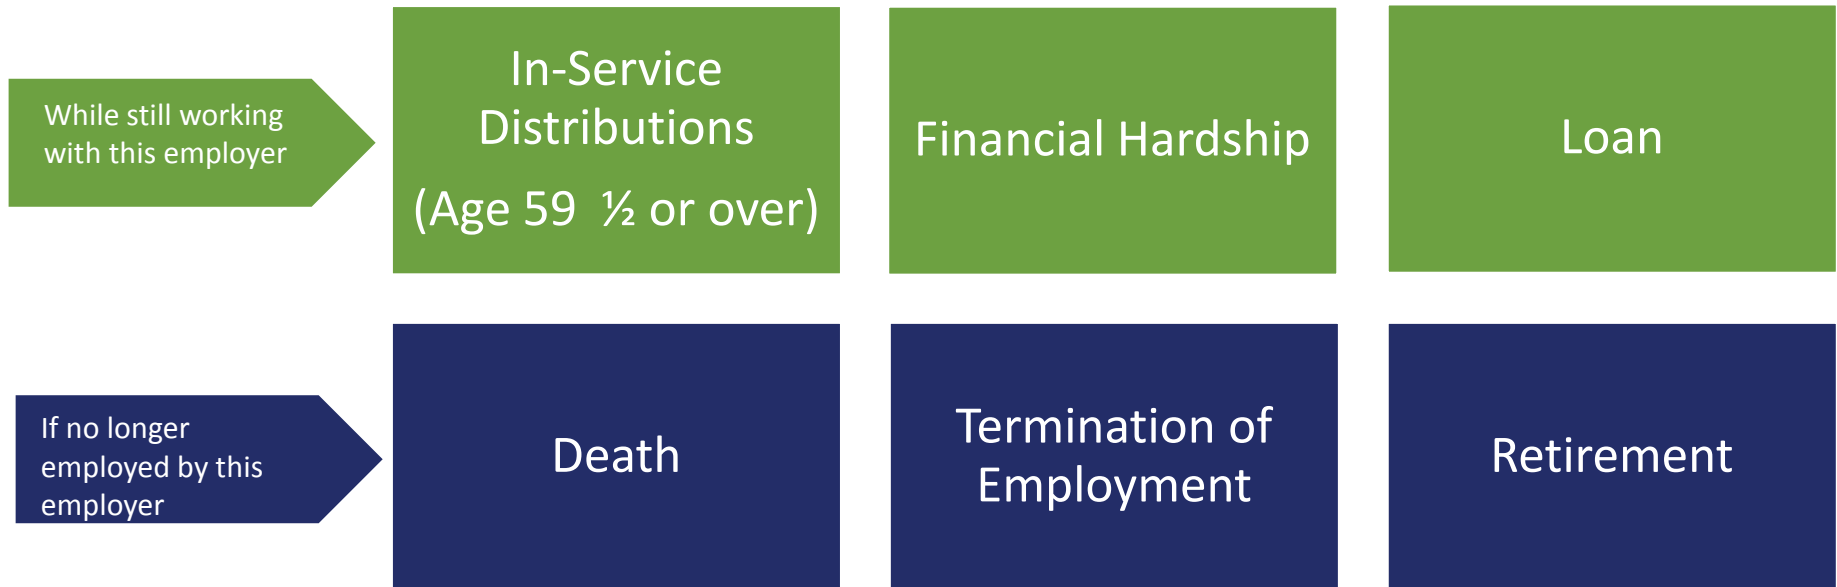 While still working
with this employer
In-Service
Distributions
(Age 59 ½ or over)
Financial Hardship
Loan
If no longer
employed by this
employer
Death
Termination of
Employment
Retirement